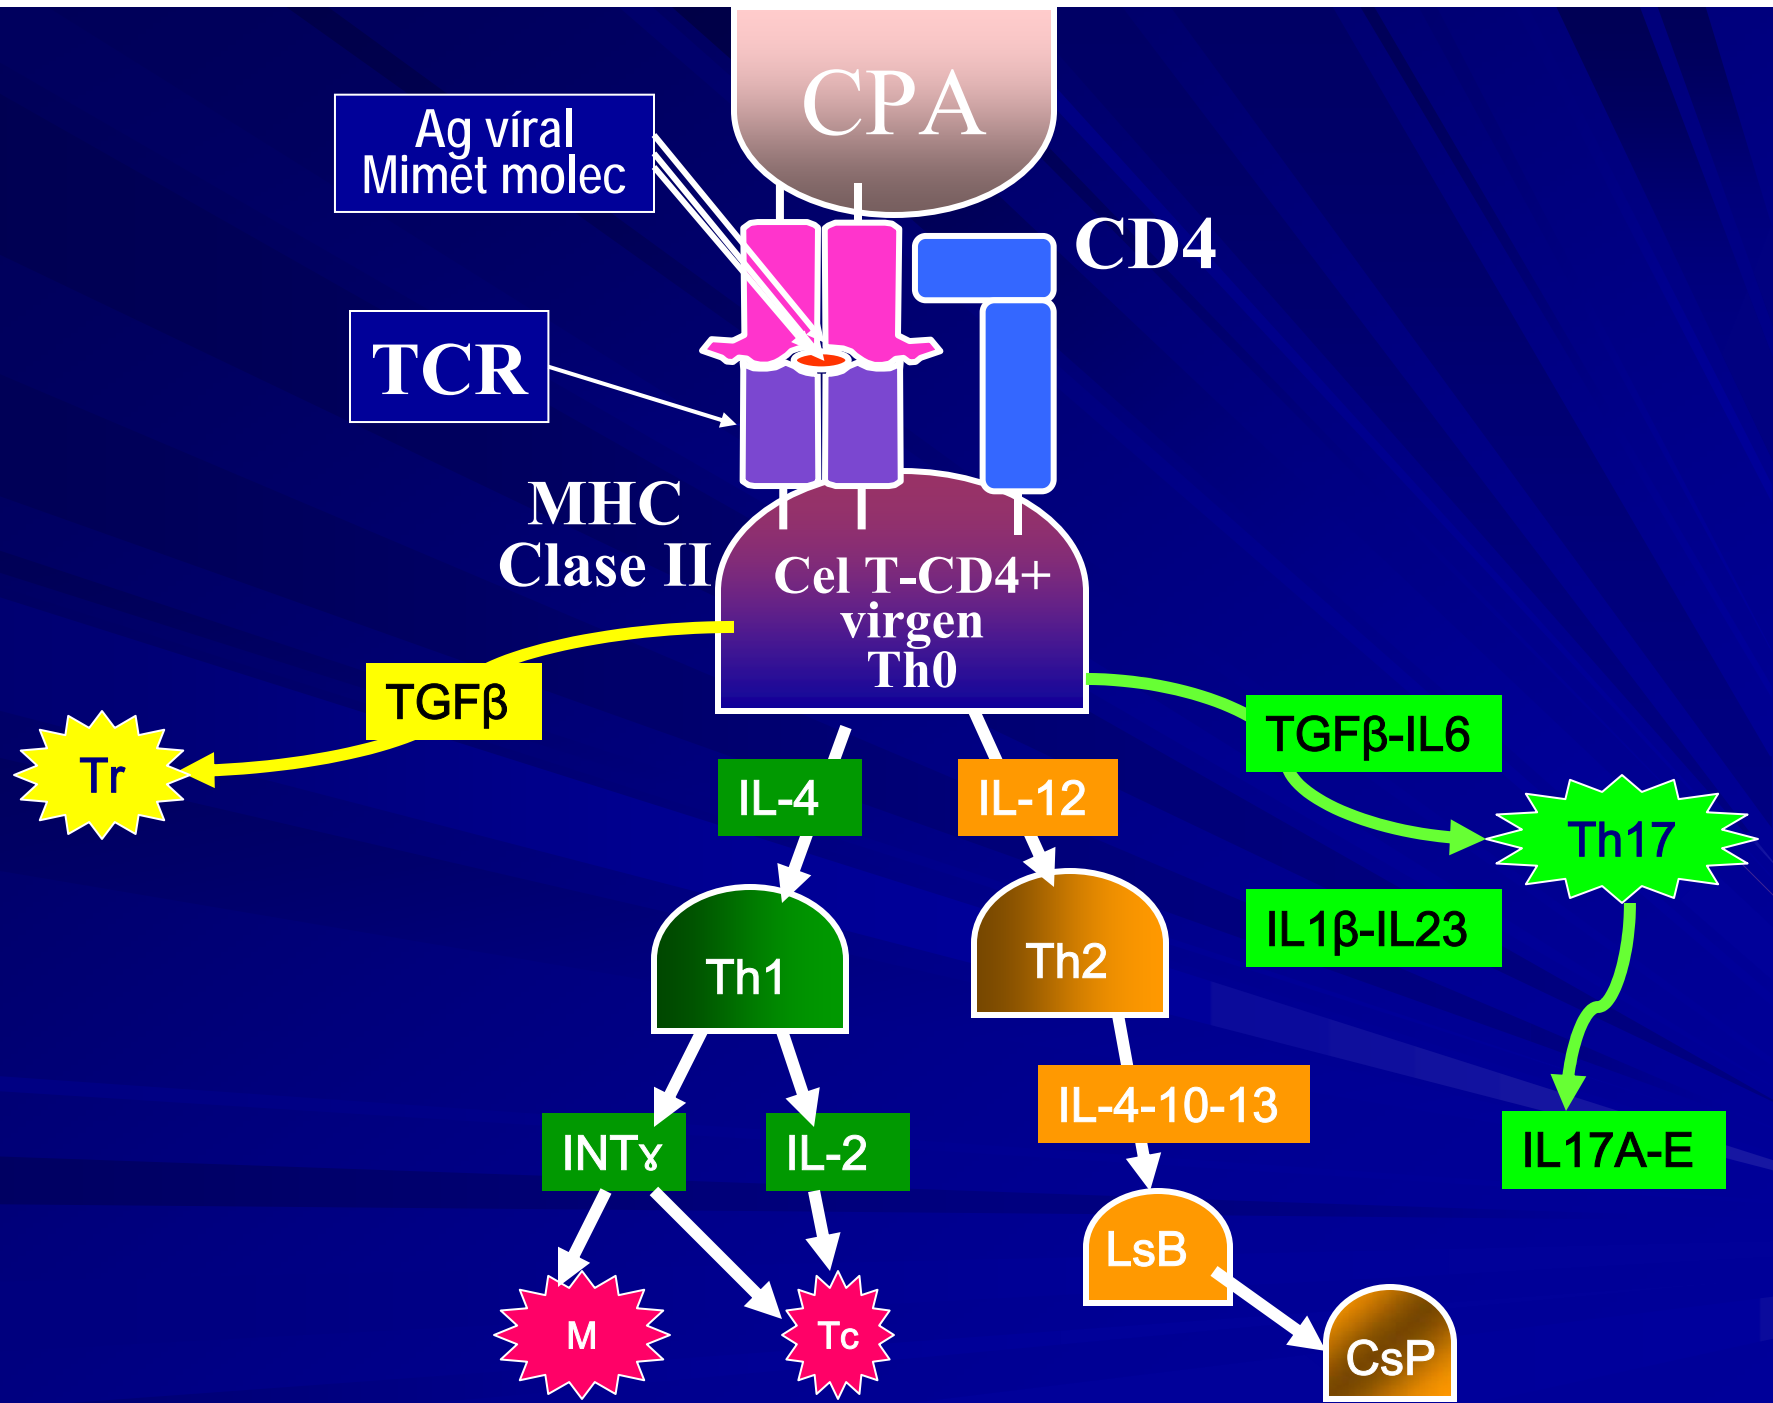 CPA
Ag víral
Mimet molec
CD4
TCR
MHC
Clase II
Cel T-CD4+
virgen
Th0
TGFβ
TGFβ-IL6
Tr
IL-4
IL-12
Th17
IL1β-IL23
Th1
Th2
IL-4-10-13
INTɣ
IL-2
IL17A-E
LsB
M
Tc
CsP